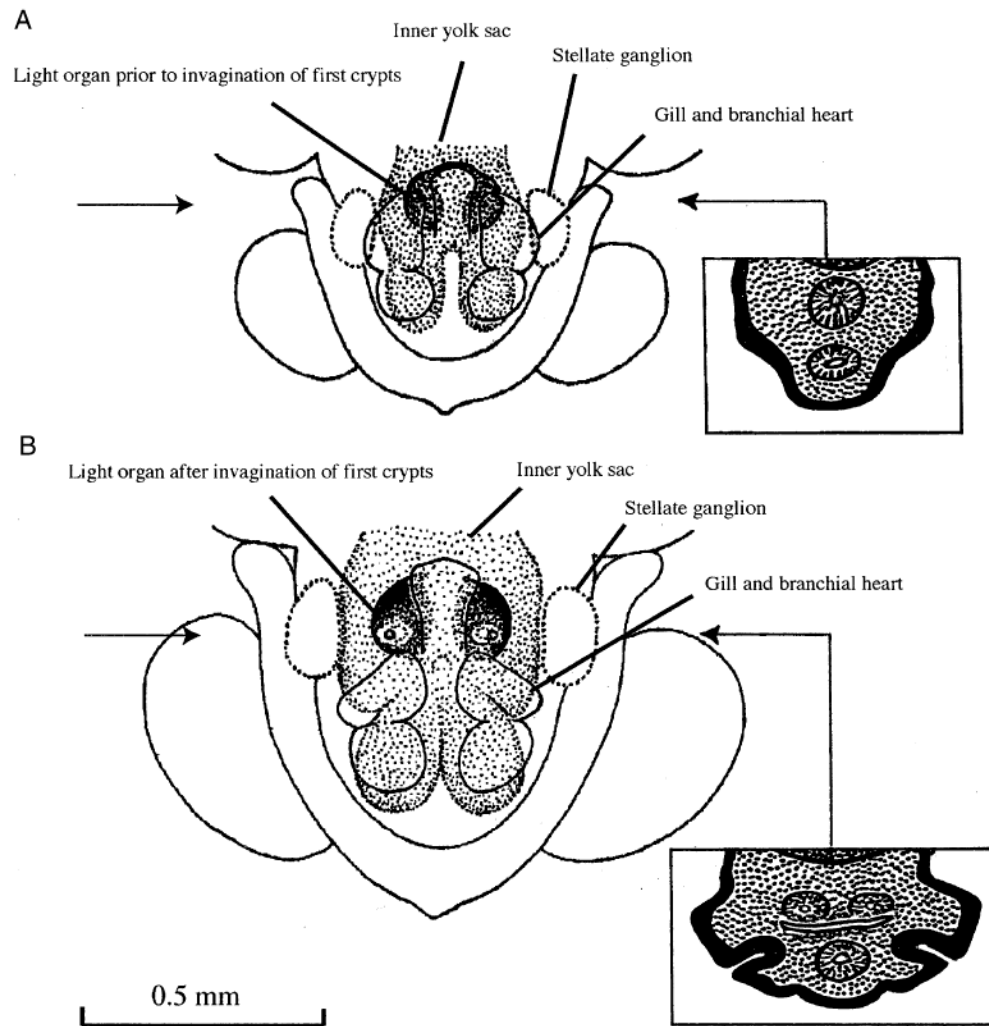 A
Inner yolk sac
Stellate ganglion
Light organ prior to invagination of first crypts
Gill and branchial heart
B
Light organ after invagination of first crypts
Inner yolk sac
Stellate ganglion
Gill and branchial heart
0.5 mm